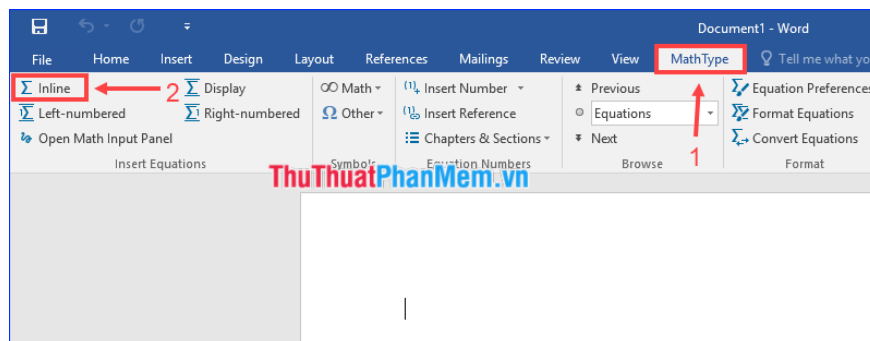 Document1 - Word
File Home Insert Design Layout References Mailings Review View MathType Tell me what yo
Inline 2 Display Math (1) Insert Number Previous 1 Equation Preferences
Left-numbered Right-numbered Ω Other (1) Insert Reference Equations Format Equations
Open Math Input Panel Chapters & Sections Next Convert Equations
Insert Equations Symbols Equation Numbers Browse Format
ThuThuatPhanMem.vn